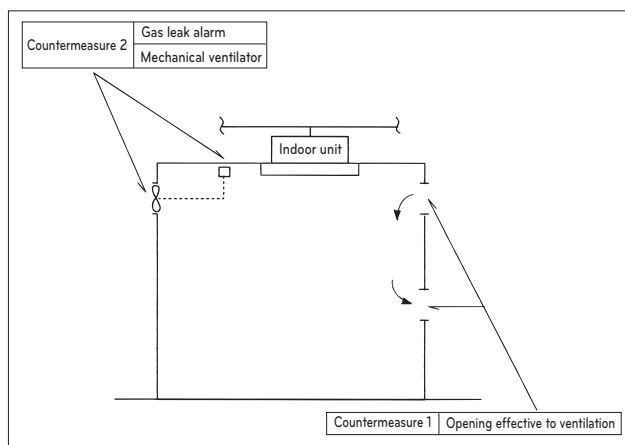 Countermeasure 2
Gas leak alarm
Mechanical ventilator
Indoor unit
Countermeasure 1
Opening effective to ventilation